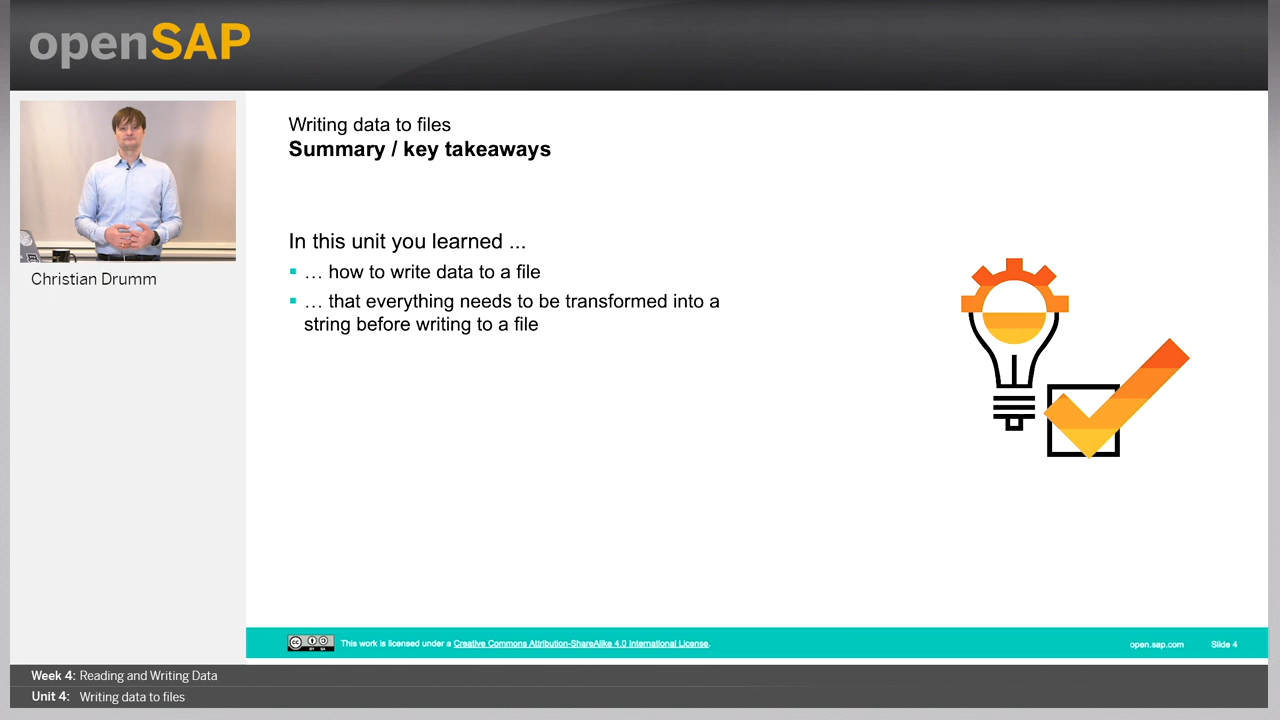 openSAP
Writing data to files
Summary / key takeaways
In this unit you learned ...
… how to write data to a file
… that everything needs to be transformed into a
string before writing to a file
Christian Drumm
This work is licensed under a Creative Commons Attribution-ShareAlike 4.0 International License.
open.sap.com
Slide 4
Week 4: Reading and Writing Data
Unit 4: Writing data to files